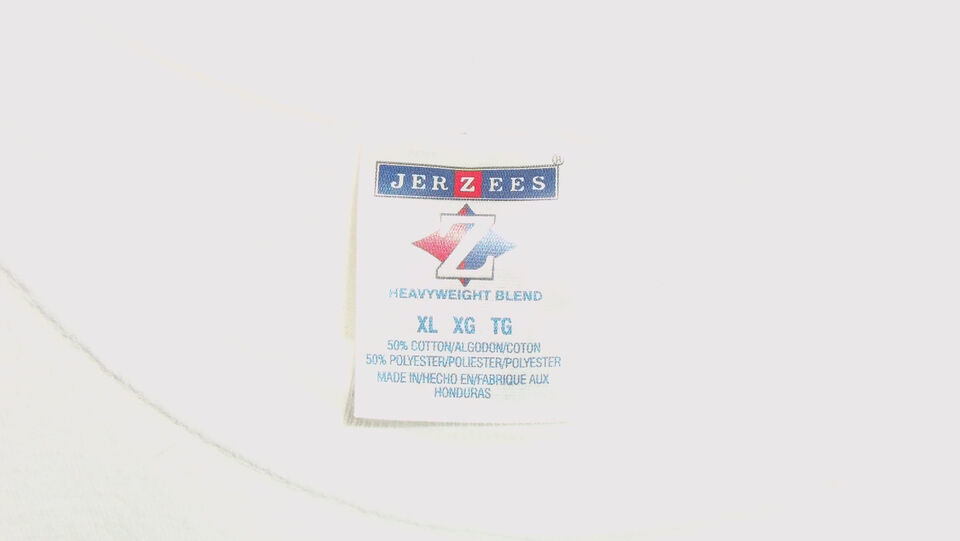 JERZEES ®
Z
HEAVYWEIGHT BLEND
XL XG TG
50% COTTON/ALGODON/COTON
50% POLYESTER/POLIESTER/POLYESTER
MADE IN/HECHO EN/FABRIQUE AUX
HONDURAS